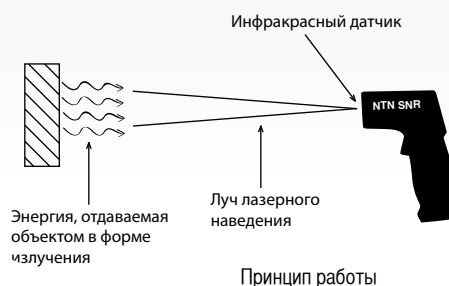 Инфракрасный датчик
NTN SNR
Луч лазерного
наведения
Энергия, отдаваемая
объектом в форме
излучения
Принцип работы